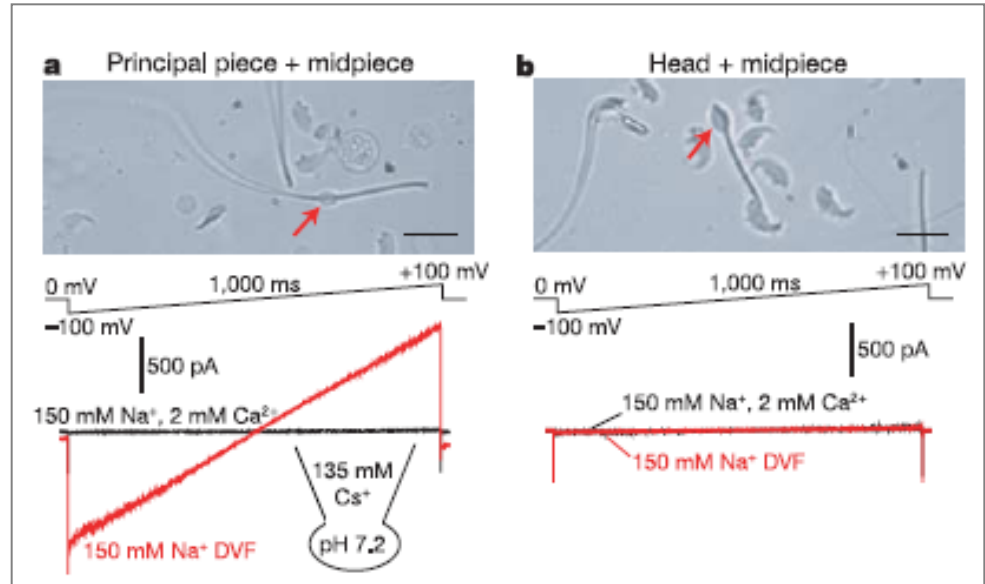 a Principal piece + midpiece
0 mV 1,000 ms +100 mV
−100 mV
500 pA
150 mM Na⁺, 2 mM Ca²⁺
135 mM
Cs⁺
pH 7.2
150 mM Na⁺ DVF
b Head + midpiece
0 mV 1,000 ms +100 mV
−100 mV
500 pA
150 mM Na⁺, 2 mM Ca²⁺
150 mM Na⁺ DVF